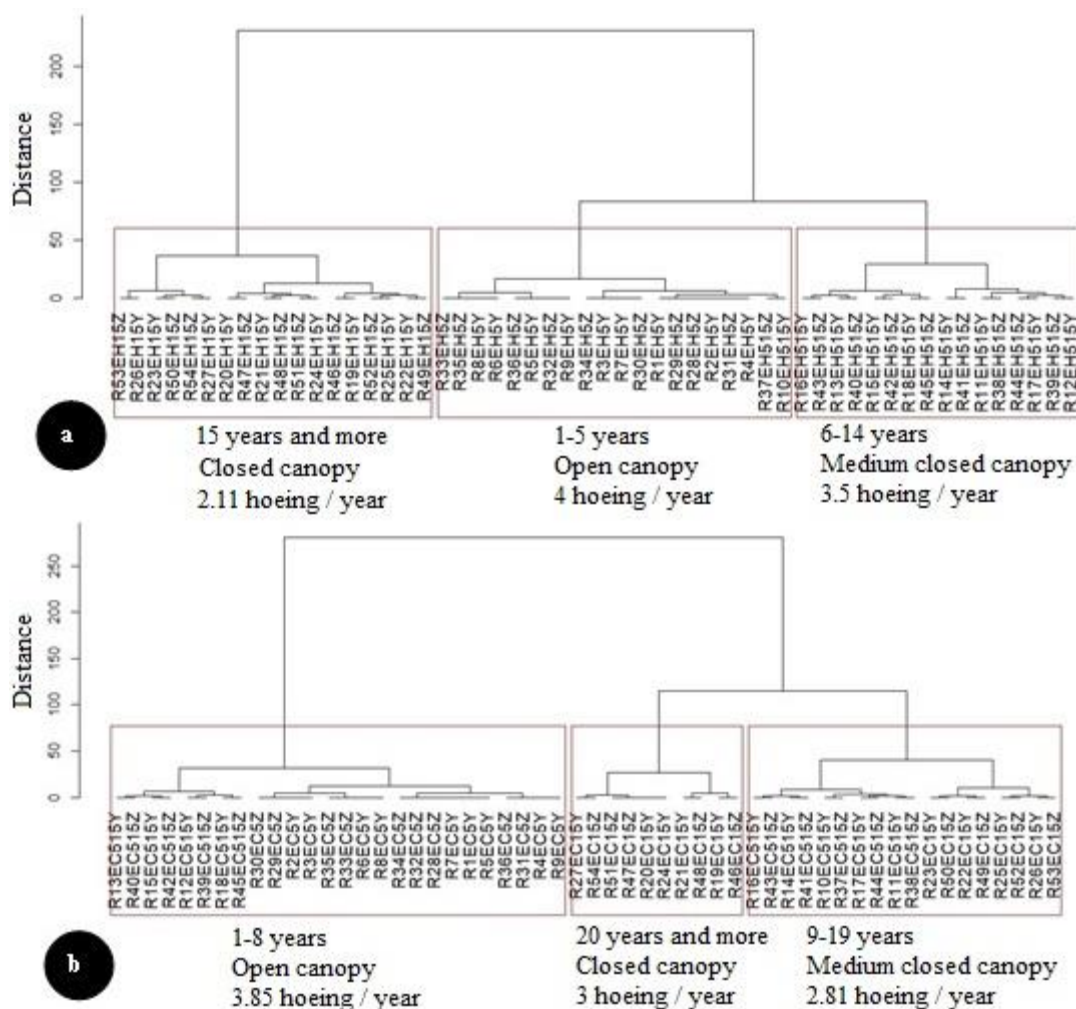 Distance
200
150
100
50
0
R53EH15Z
R26EH15Y
R23EH15Y
R50EH15Z
R54EH15Z
R27EH15Y
R20EH15Y
R47EH15Z
R21EH15Y
R48EH15Z
R51EH15Z
R24EH15Y
R46EH15Z
R19EH15Y
R52EH15Z
R25EH15Y
R22EH15Y
R49EH15Z
R33EH5Z
R35EH5Z
R8EH5Y
R6EH5Y
R36EH5Z
R5EH5Y
R32EH5Z
R9EH5Y
R34EH5Z
R3EH5Y
R7EH5Y
R30EH5Z
R1EH5Y
R29EH5Z
R28EH5Z
R2EH5Y
R31EH5Z
R4EH5Y
R37EH515Z
R10EH515Y
R16EH515Y
R43EH515Z
R13EH515Y
R40EH515Z
R15EH515Y
R42EH515Z
R18EH515Y
R45EH515Z
R14EH515Y
R41EH515Z
R11EH515Y
R38EH515Z
R44EH515Z
R17EH515Y
R39EH515Z
R12EH515Y
a
15 years and more
Closed canopy
2.11 hoeing / year
1-5 years
Open canopy
4 hoeing / year
6-14 years
Medium closed canopy
3.5 hoeing / year
Distance
250
200
150
100
50
0
R13EC515Y
R40EC515Z
R15EC515Y
R42EC515Z
R12EC515Y
R39EC515Z
R18EC515Y
R45EC515Z
R30EC5Z
R29EC5Z
R2EC5Y
R3EC5Y
R35EC5Z
R33EC5Z
R6EC5Y
R8EC5Y
R34EC5Z
R32EC5Z
R28EC5Z
R7EC5Y
R1EC5Y
R5EC5Y
R36EC5Z
R31EC5Z
R4EC5Y
R9EC5Y
R27EC15Y
R54EC15Z
R51EC15Z
R47EC15Z
R20EC15Y
R24EC15Y
R21EC15Y
R48EC15Z
R19EC15Y
R46EC15Z
R16EC515Y
R43EC515Z
R14EC515Y
R41EC515Z
R10EC515Y
R37EC515Z
R17EC515Y
R44EC515Z
R11EC515Y
R38EC515Z
R23EC15Y
R50EC15Z
R22EC15Y
R49EC15Z
R25EC15Y
R52EC15Z
R26EC15Y
R53EC15Z
b
1-8 years
Open canopy
3.85 hoeing / year
20 years and more
Closed canopy
3 hoeing / year
9-19 years
Medium closed canopy
2.81 hoeing / year